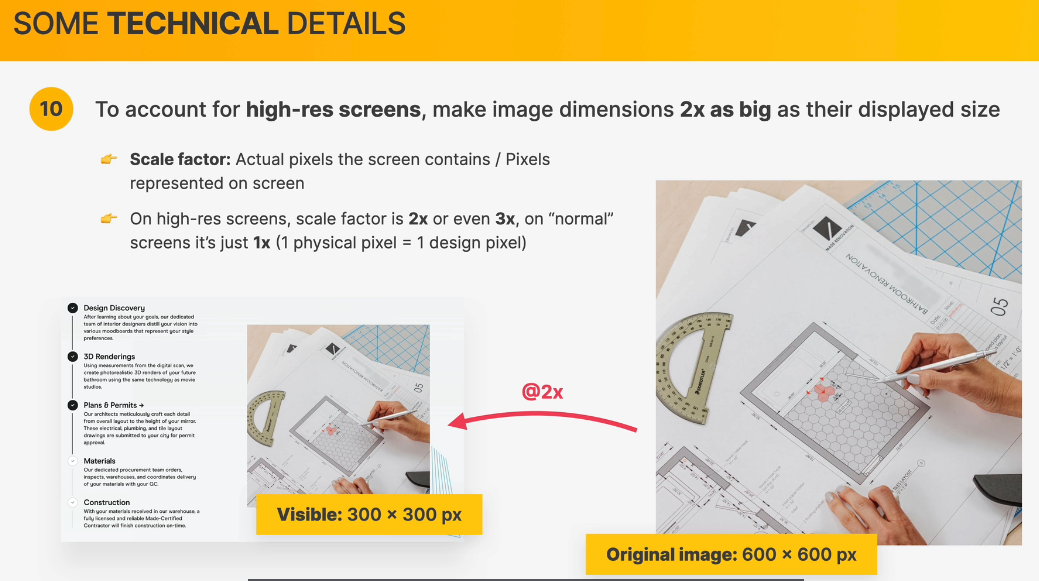 SOME TECHNICAL DETAILS
10
To account for high-res screens, make image dimensions 2x as big as their displayed size
Scale factor: Actual pixels the screen contains / Pixels
represented on screen
On high-res screens, scale factor is 2x or even 3x, on “normal”
screens it’s just 1x (1 physical pixel = 1 design pixel)
Design Discovery
After learning about your goals, our dedicated
team of interior designers distill your vision into
various moodboards that represent your style
preferences.
3D Renderings
Using measurements from the digital scan, we
create photorealistic 3D renders of your future
bathroom using the same technology as movie
studios.
Plans & Permits →
Our architects meticulously craft each detail
from overall layout to the height of your mirror.
These electrical, plumbing, and tile layout
drawings are submitted to your city for permit
approval.
Materials
Our dedicated procurement team orders,
inspects, warehouses, and coordinates delivery
of your materials with your GC.
Construction
With your materials received in our warehouse, a
fully licensed and reliable Made-Certified
Contractor will finish construction on-time.
05
Visible: 300 × 300 px
@2x
MADE RENOVATION
BATHROOM RENOVATION
05
Original image: 600 × 600 px